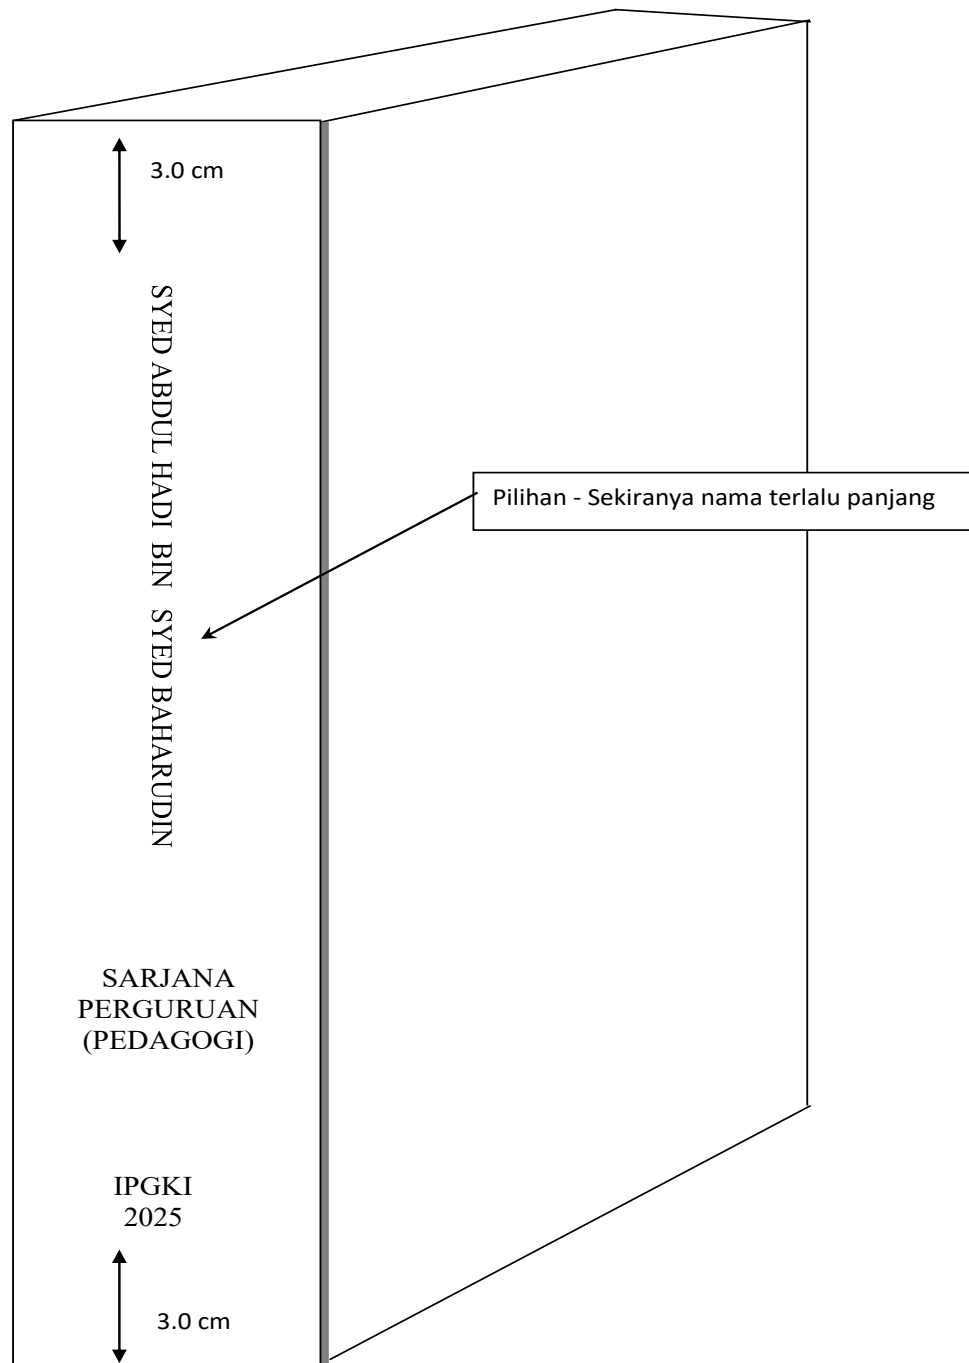 3.0 cm
SYED ABDUL HADI BIN SYED BAHARUDIN
Pilihan - Sekiranya nama terlalu panjang
SARJANA
PERGURUAN
(PEDAGOGI)
IPGKI
2025
3.0 cm